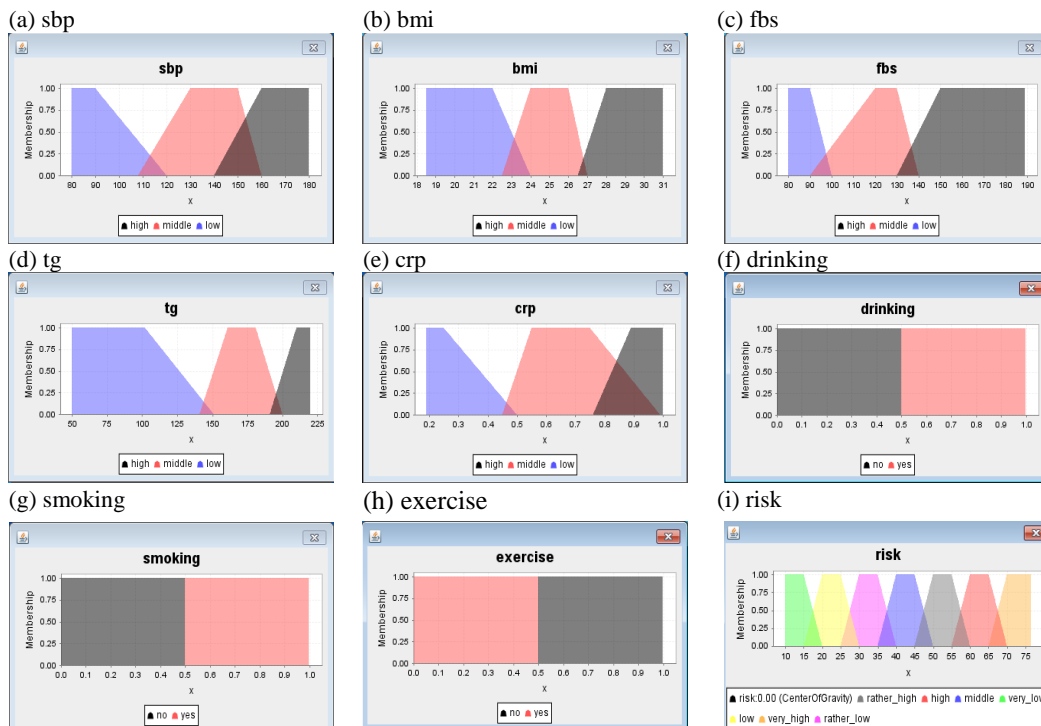 (a) sbp
(b) bmi
(c) fbs
sbp
1.00
0.75
0.50
0.25
0.00
Membership
80 90 100 110 120 130 140 150 160 170 180
x
high middle low
bmi
1.00
0.75
0.50
0.25
0.00
Membership
18 19 20 21 22 23 24 25 26 27 28 29 30 31
x
high middle low
fbs
1.00
0.75
0.50
0.25
0.00
Membership
80 90 100 110 120 130 140 150 160 170 180 190
x
high middle low
(d) tg
(e) crp
(f) drinking
tg
1.00
0.75
0.50
0.25
0.00
Membership
50 75 100 125 150 175 200 225
x
high middle low
crp
1.00
0.75
0.50
0.25
0.00
Membership
0.2 0.3 0.4 0.5 0.6 0.7 0.8 0.9 1.0
x
high middle low
drinking
1.00
0.75
0.50
0.25
0.00
Membership
0.0 0.1 0.2 0.3 0.4 0.5 0.6 0.7 0.8 0.9 1.0
x
no yes
(g) smoking
(h) exercise
(i) risk
smoking
1.00
0.75
0.50
0.25
0.00
Membership
0.0 0.1 0.2 0.3 0.4 0.5 0.6 0.7 0.8 0.9 1.0
x
no yes
exercise
1.00
0.75
0.50
0.25
0.00
Membership
0.0 0.1 0.2 0.3 0.4 0.5 0.6 0.7 0.8 0.9 1.0
x
no yes
risk
1.00
0.75
0.50
0.25
0.00
Membership
10 15 20 25 30 35 40 45 50 55 60 65 70 75
x
risk:0.00 (CenterOfGravity) rather_high high middle very_low
low very_high rather_low